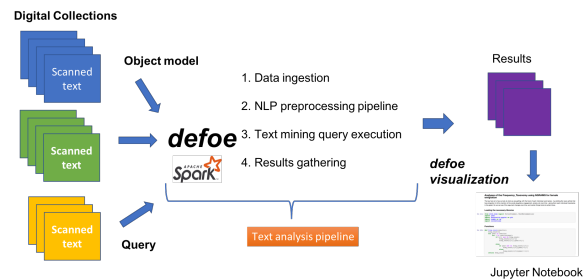 Digital Collections
Scanned
text
Object model
Scanned
text
defoe
APACHE
Spark
Scanned
text
Query
1. Data ingestion
2. NLP preprocessing pipeline
3. Text mining query execution
4. Results gathering
Text analysis pipeline
Results
defoe
visualization
Jupyter Notebook